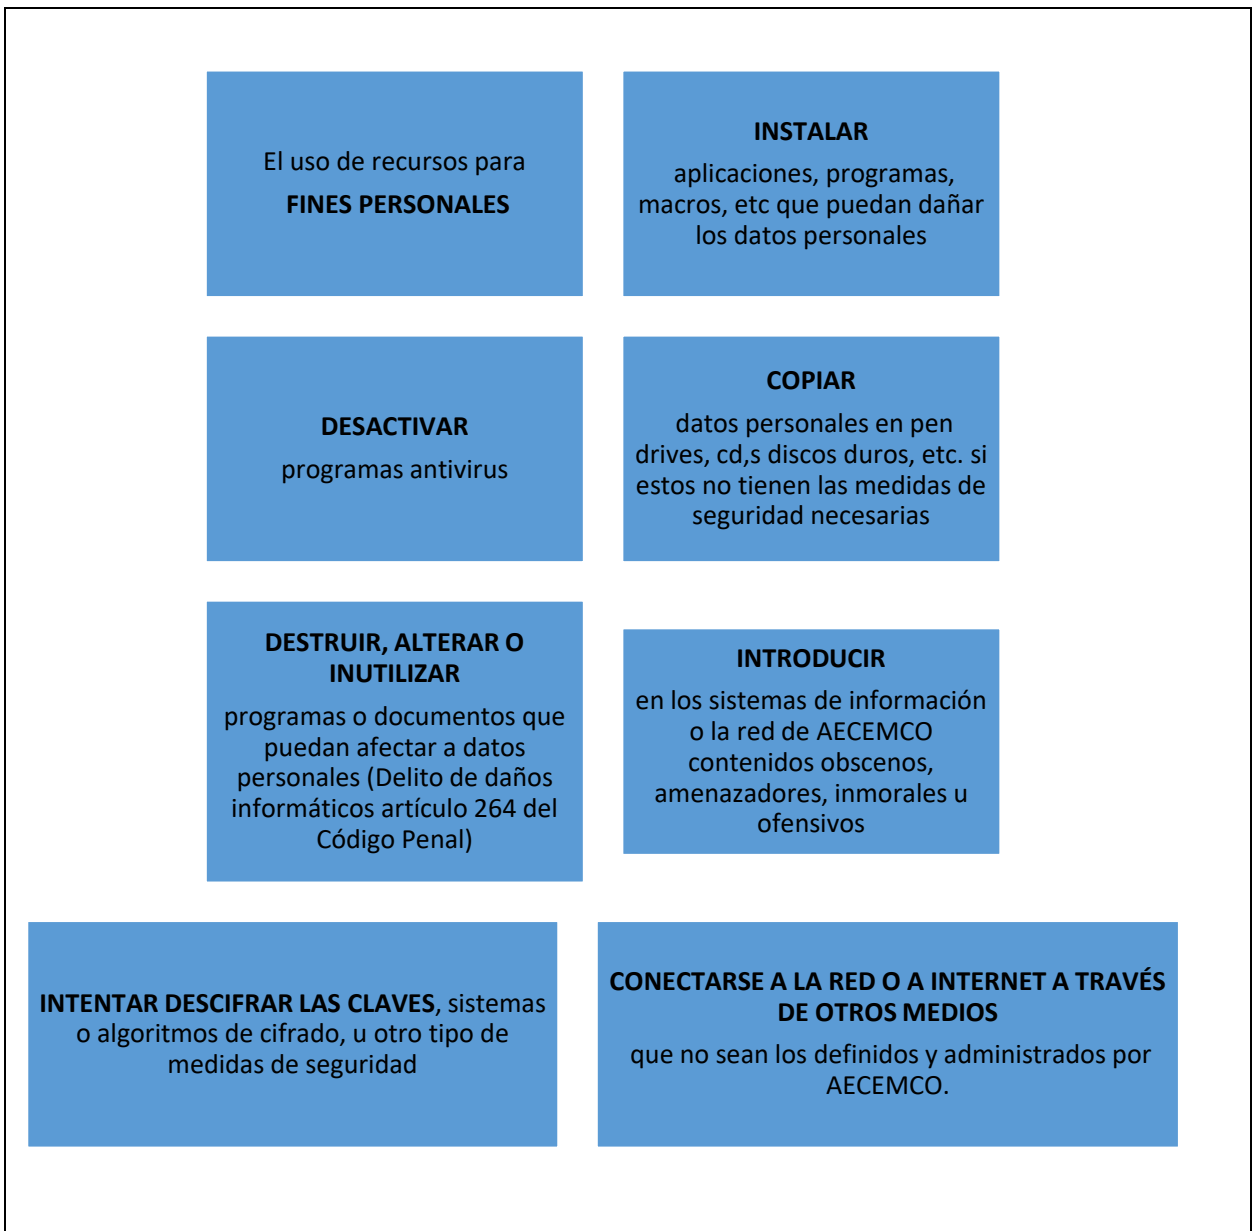 El uso de recursos para
FINES PERSONALES
INSTALAR
aplicaciones, programas,
macros, etc que puedan dañar
los datos personales
DESACTIVAR
programas antivirus
COPIAR
datos personales en pen
drives, cd,s discos duros, etc. si
estos no tienen las medidas de
seguridad necesarias
DESTRUIR, ALTERAR O
INUTILIZAR
programas o documentos que
puedan afectar a datos
personales (Delito de daños
informáticos artículo 264 del
Código Penal)
INTRODUCIR
en los sistemas de información
o la red de AECEMCO
contenidos obscenos,
amenazadores, inmorales u
ofensivos
INTENTAR DESCIFRAR LAS CLAVES, sistemas
o algoritmos de cifrado, u otro tipo de
medidas de seguridad
CONECTARSE A LA RED O A INTERNET A TRAVÉS
DE OTROS MEDIOS
que no sean los definidos y administrados por
AECEMCO.